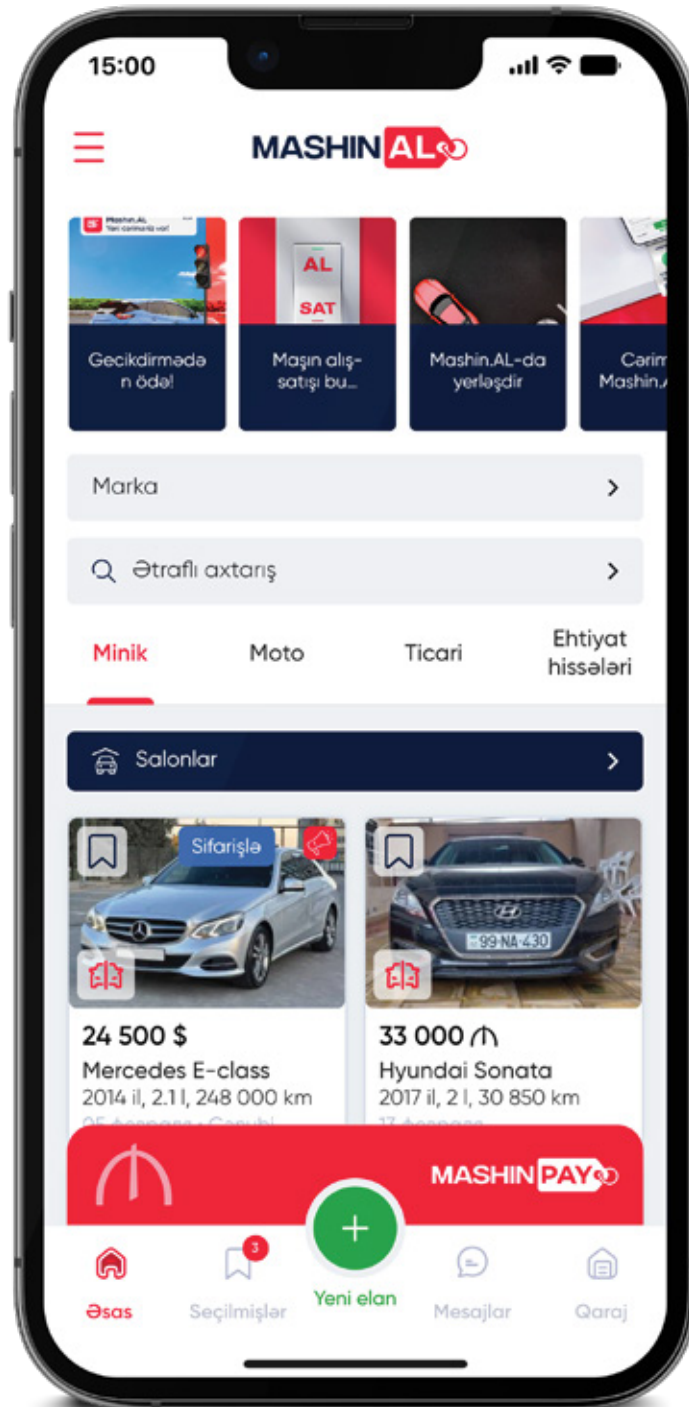 15:00
MASHIN AL
Mashin.AL
Yeni cəriməniz var!
AL
SAT
Gecikdirmədə
n ödə!
Maşın alış-
satışı bu...
Mashin.AL-da
yerləşdir
Cərim
Mashin.A
Marka
Ətraflı axtarış
Minik
Moto
Ticari
Ehtiyat
hissələri
Salonlar
Sifarişlə
99-NA-430
24 500 $
Mercedes E-class
2014 il, 2.1 l, 248 000 km
33 000 ₼
Hyundai Sonata
2017 il, 2 l, 30 850 km
₼
MASHIN PAY
3
Əsas
Seçilmişlər
Yeni elan
Mesajlar
Qaraj